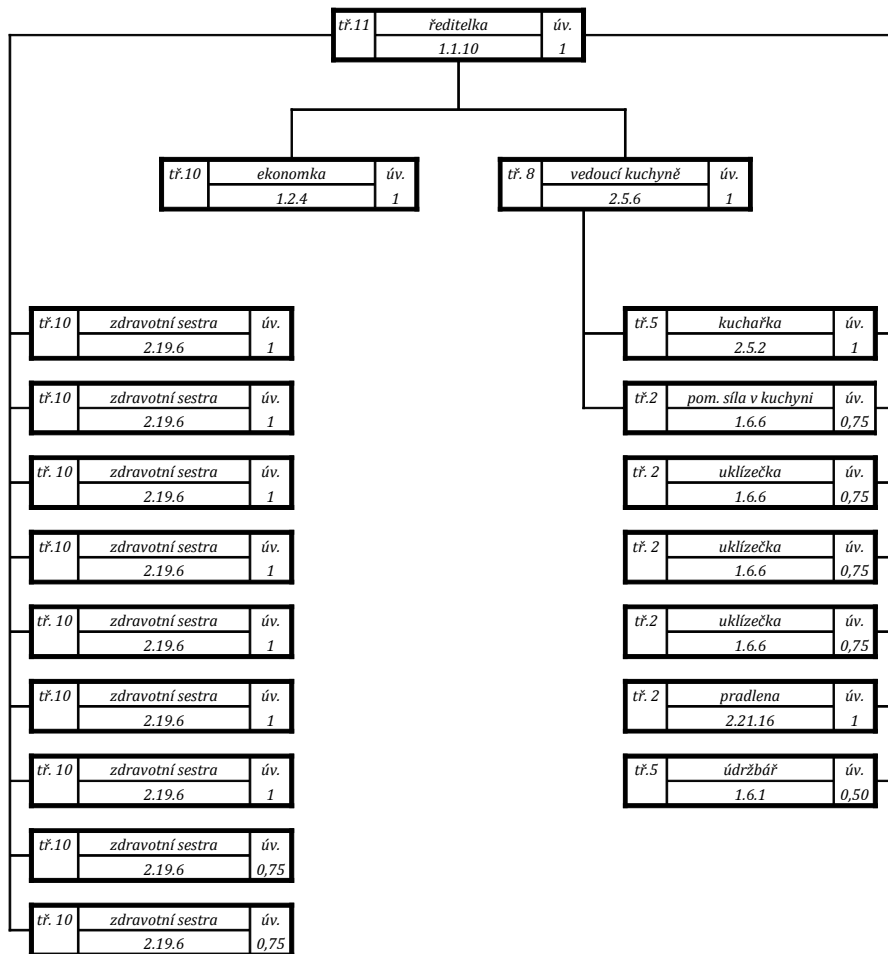 tř.11 ředitelka úv.
1.1.10 1
tř.10 ekonomka úv.
1.2.4 1
tř. 8 vedoucí kuchyně úv.
2.5.6 1
tř.10 zdravotní sestra úv.
2.19.6 1
tř.5 kuchařka úv.
2.5.2 1
tř.10 zdravotní sestra úv.
2.19.6 1
tř.2 pom. síla v kuchyni úv.
1.6.6 0,75
tř. 10 zdravotní sestra úv.
2.19.6 1
tř. 2 uklízečka úv.
1.6.6 0,75
tř.10 zdravotní sestra úv.
2.19.6 1
tř. 2 uklízečka úv.
1.6.6 0,75
tř. 10 zdravotní sestra úv.
2.19.6 1
tř.2 uklízečka úv.
1.6.6 0,75
tř.10 zdravotní sestra úv.
2.19.6 1
tř. 2 pradlena úv.
2.21.16 1
tř. 10 zdravotní sestra úv.
2.19.6 1
tř.5 údržbář úv.
1.6.1 0,50
tř.10 zdravotní sestra úv.
2.19.6 0,75
tř. 10 zdravotní sestra úv.
2.19.6 0,75